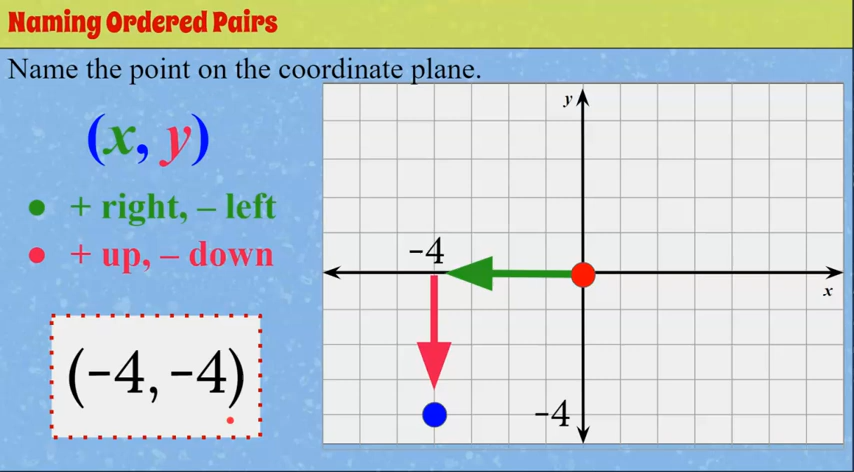 Naming Ordered Pairs
Name the point on the coordinate plane.
(x, y)
+ right, – left
+ up, – down
(-4, -4)
y
-4
x
-4